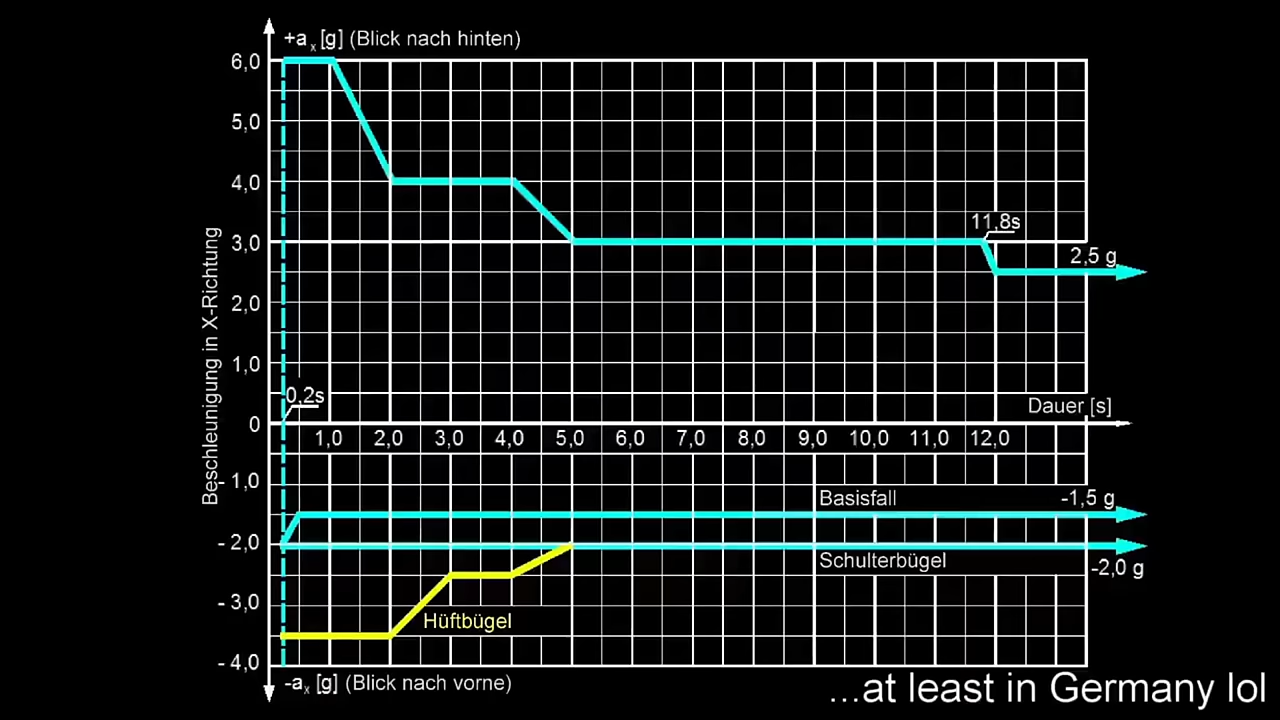 +ax [g] (Blick nach hinten)
6,0
5,0
4,0
3,0
2,0
1,0
0
- 1,0
- 2,0
- 3,0
- 4,0
Beschleunigung in X-Richtung
11,8s
2,5 g
0,2s
Dauer [s]
1,0 2,0 3,0 4,0 5,0 6,0 7,0 8,0 9,0 10,0 11,0 12,0
Basisfall -1,5 g
Schulterbügel -2,0 g
Hüftbügel
-ax [g] (Blick nach vorne)
...at least in Germany lol